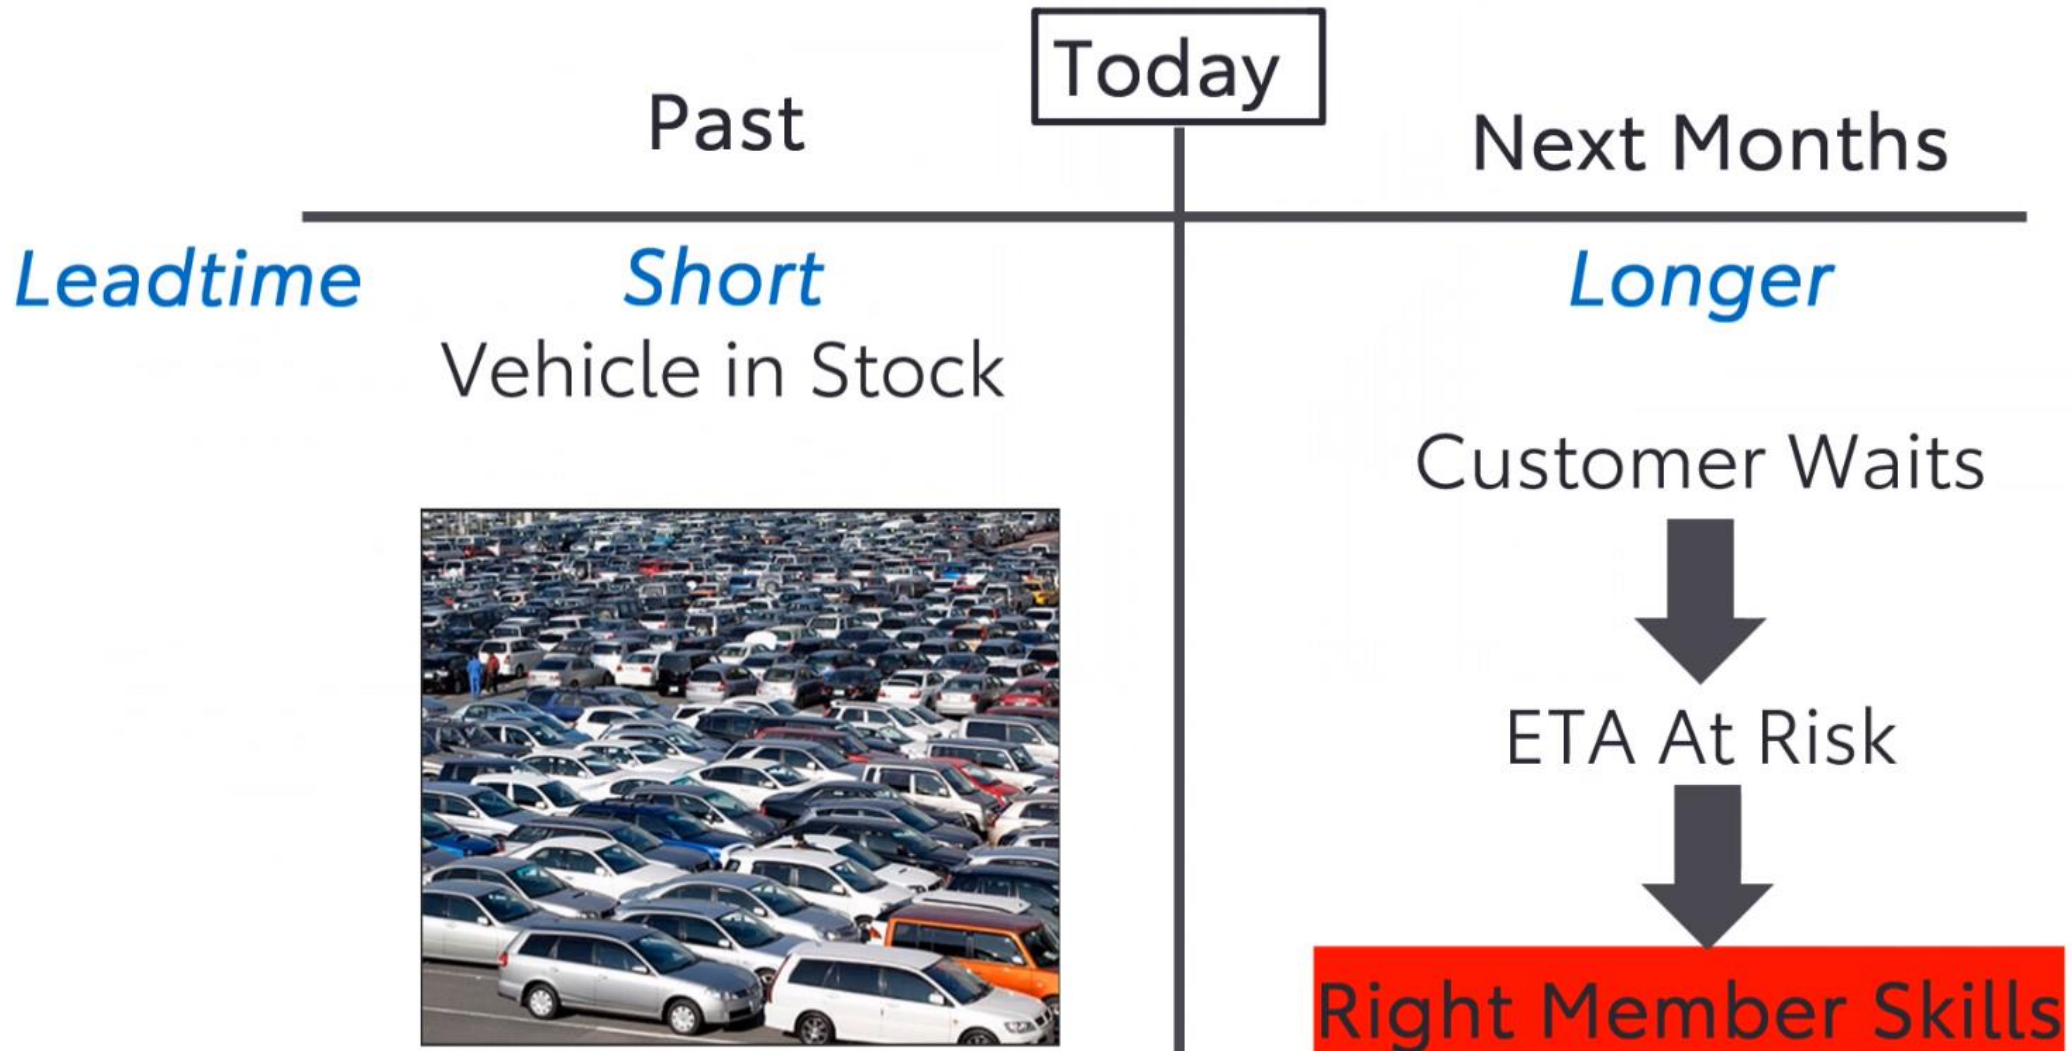 Today
Past
Next Months
Leadtime
Short
Longer
Vehicle in Stock
Customer Waits
ETA At Risk
Right Member Skills